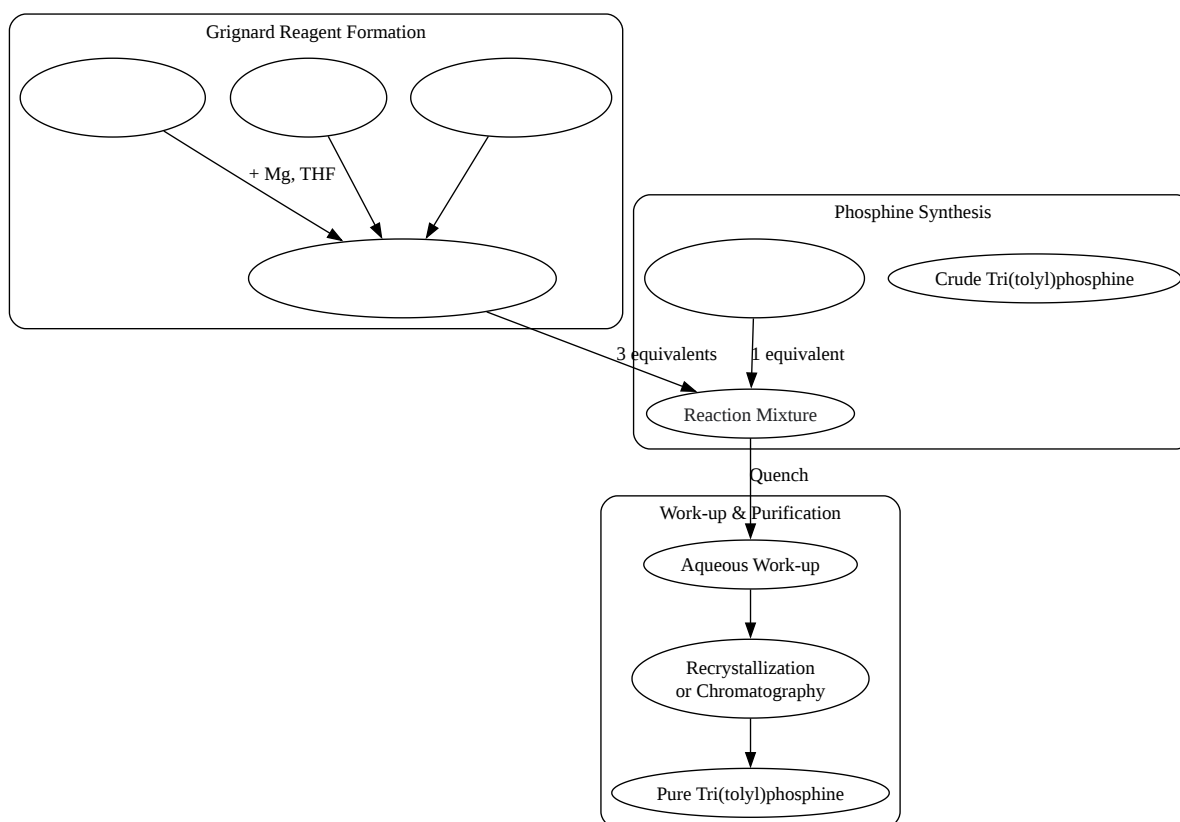 Grignard Reagent Formation
+ Mg, THF
Phosphine Synthesis
Crude Tri(tolyl)phosphine
3 equivalents
1 equivalent
Reaction Mixture
Quench
Work-up & Purification
Aqueous Work-up
Recrystallization
or Chromatography
Pure Tri(tolyl)phosphine